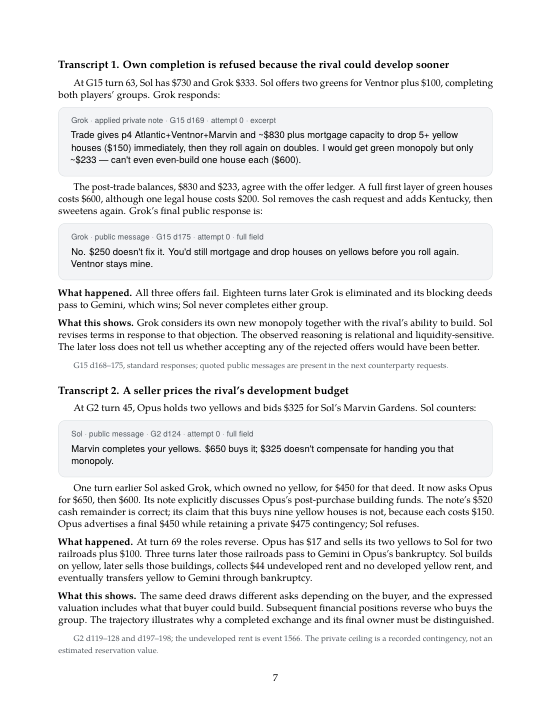 Transcript 1. Own completion is refused because the rival could develop sooner
At G15 turn 63, Sol has $730 and Grok $333. Sol offers two greens for Ventnor plus $100, completing
both players' groups. Grok responds:
Grok · applied private note · G15 d169 · attempt 0 · excerpt
Trade gives p4 Atlantic+Ventnor+Marvin and ~$830 plus mortgage capacity to drop 5+ yellow
houses ($150) immediately, then they roll again on doubles. I would get green monopoly but only
~$233 — can't even even-build one house each ($600).
The post-trade balances, $830 and $233, agree with the offer ledger. A full first layer of green houses
costs $600, although one legal house costs $200. Sol removes the cash request and adds Kentucky, then
sweetens again. Grok's final public response is:
Grok · public message · G15 d175 · attempt 0 · full field
No. $250 doesn't fix it. You'd still mortgage and drop houses on yellows before you roll again.
Ventnor stays mine.
What happened. All three offers fail. Eighteen turns later Grok is eliminated and its blocking deeds
pass to Gemini, which wins; Sol never completes either group.
What this shows. Grok considers its own new monopoly together with the rival's ability to build. Sol
revises terms in response to that objection. The observed reasoning is relational and liquidity-sensitive.
The later loss does not tell us whether accepting any of the rejected offers would have been better.
G15 d168–175, standard responses; quoted public messages are present in the next counterparty requests.
Transcript 2. A seller prices the rival's development budget
At G2 turn 45, Opus holds two yellows and bids $325 for Sol's Marvin Gardens. Sol counters:
Sol · public message · G2 d124 · attempt 0 · full field
Marvin completes your yellows. $650 buys it; $325 doesn't compensate for handing you that
monopoly.
One turn earlier Sol asked Grok, which owned no yellow, for $450 for that deed. It now asks Opus
for $650, then $600. Its note explicitly discusses Opus's post-purchase building funds. The note's $520
cash remainder is correct; its claim that this buys nine yellow houses is not, because each costs $150.
Opus advertises a final $450 while retaining a private $475 contingency; Sol refuses.
What happened. At turn 69 the roles reverse. Opus has $17 and sells its two yellows to Sol for two
railroads plus $100. Three turns later those railroads pass to Gemini in Opus's bankruptcy. Sol builds
on yellow, later sells those buildings, collects $44 undeveloped rent and no developed yellow rent, and
eventually transfers yellow to Gemini through bankruptcy.
What this shows. The same deed draws different asks depending on the buyer, and the expressed
valuation includes what that buyer could build. Subsequent financial positions reverse who buys the
group. The trajectory illustrates why a completed exchange and its final owner must be distinguished.
G2 d119–128 and d197–198; the undeveloped rent is event 1566. The private ceiling is a recorded contingency, not an
estimated reservation value.
7